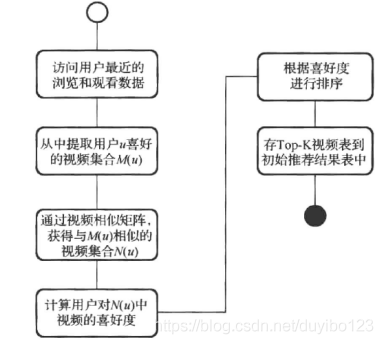 访问用户最近的
浏览和观看数据
从中提取用户u喜好
的视频集合M(u)
通过视频相似矩阵，
获得与M(u)相似的
视频集合N(u)
计算用户对N(u)中
视频的喜好度
根据喜好度
进行排序
存Top-K视频表到
初始推荐结果表中
https://blog.csdn.net/duyibo123